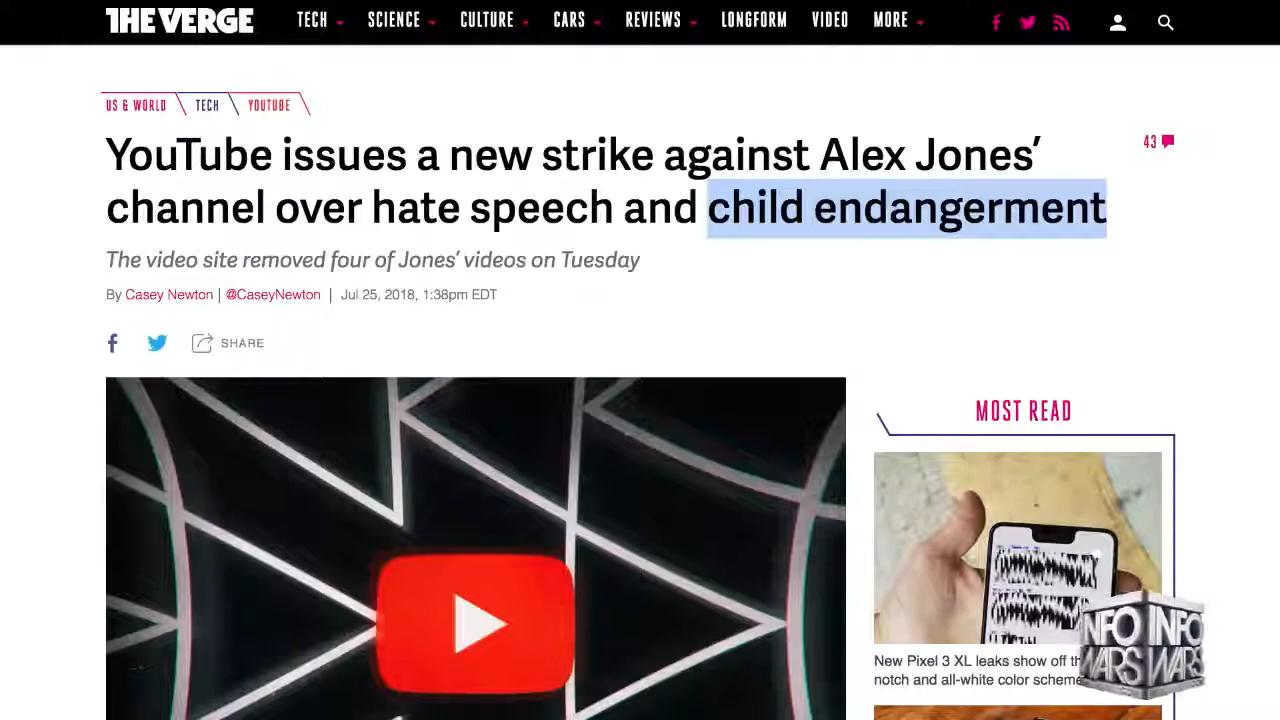 THE VERGE
TECH SCIENCE CULTURE CARS REVIEWS LONGFORM VIDEO MORE
US & WORLD TECH YOUTUBE
YouTube issues a new strike against Alex Jones’
channel over hate speech and child endangerment
43
The video site removed four of Jones’ videos on Tuesday
By Casey Newton | @CaseyNewton | Jul 25, 2018, 1:38pm EDT
SHARE
MOST READ
New Pixel 3 XL leaks show off
notch and all-white color scheme
INFO INFO
WARS WARS